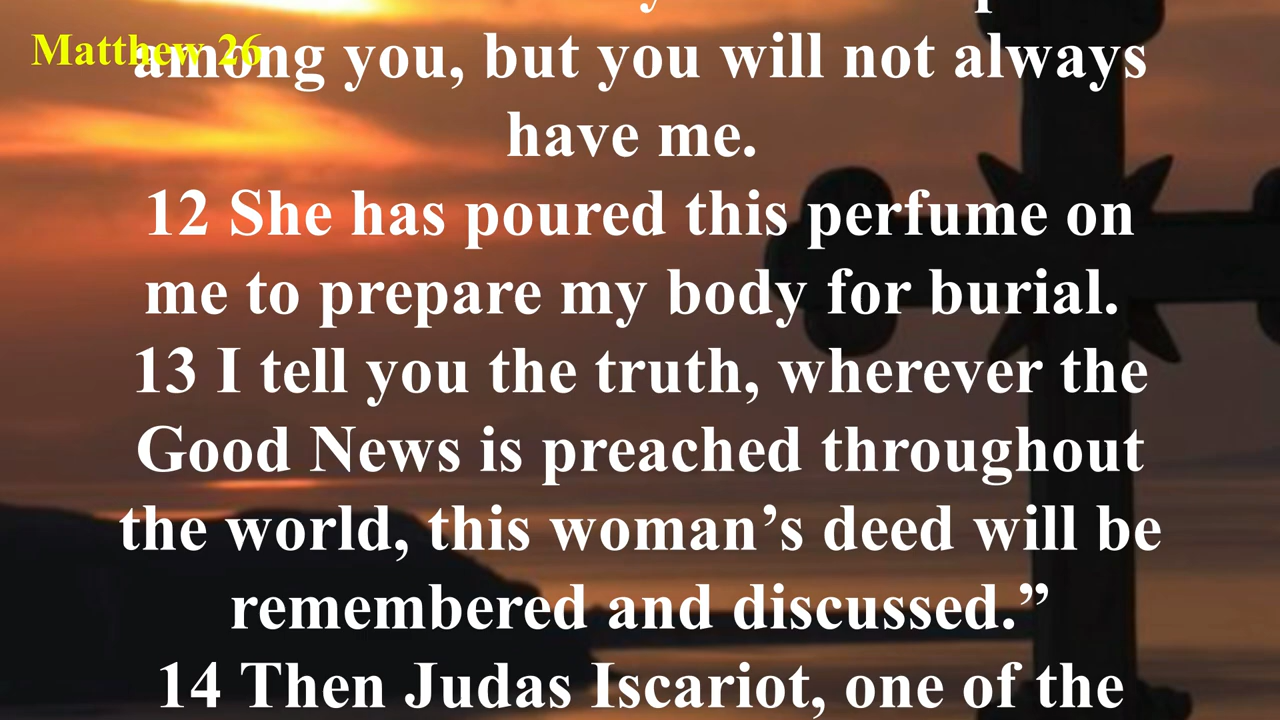 Matthew 26
among you, but you will not always
have me.
12 She has poured this perfume on
me to prepare my body for burial.
13 I tell you the truth, wherever the
Good News is preached throughout
the world, this woman’s deed will be
remembered and discussed.”
14 Then Judas Iscariot, one of the